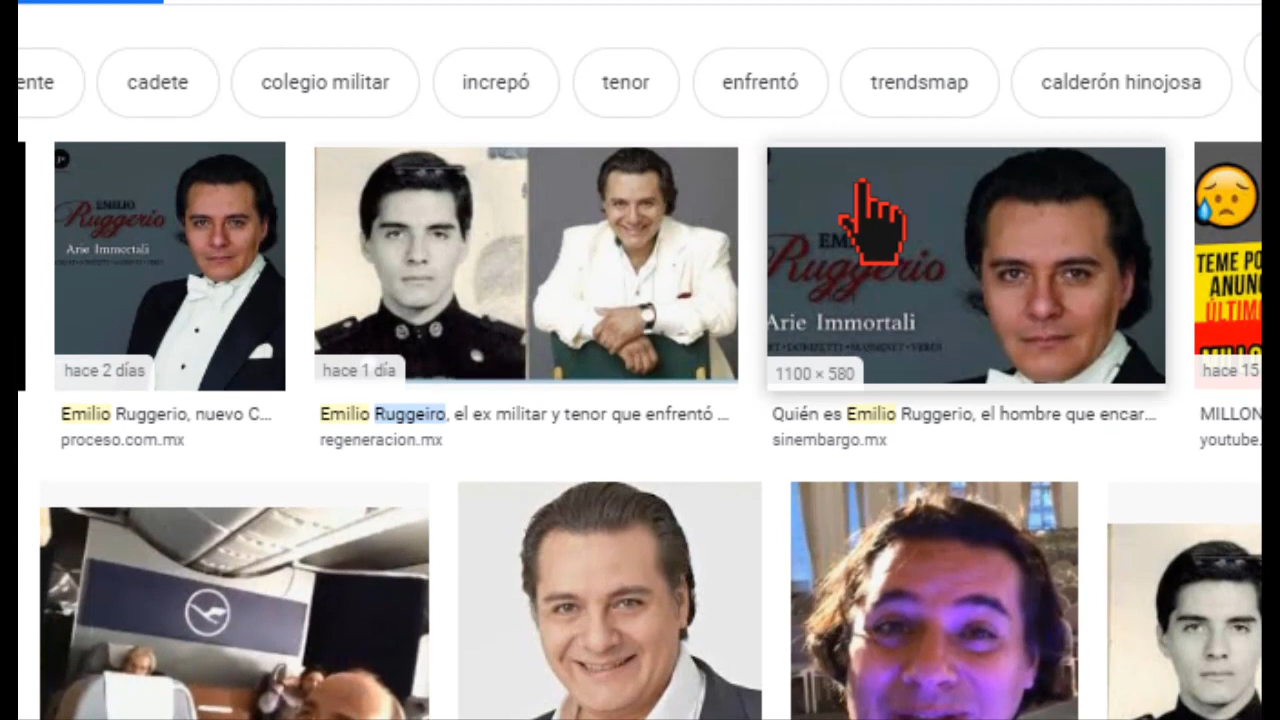 ente
cadete
colegio militar
increpó
tenor
enfrentó
trendsmap
calderón hinojosa
EMILIO
Ruggerio
Arie Immortali
hace 2 días
hace 1 día
Ruggerio
Arie Immortali
1100 × 580
TEME PO
ANUN
ÚLTIM
hace 15
Emilio Ruggerio, nuevo C...
proceso.com.mx
Emilio Ruggeiro, el ex militar y tenor que enfrentó ...
regeneracion.mx
Quién es Emilio Ruggerio, el hombre que encar...
sinembargo.mx
MILLON
youtube.